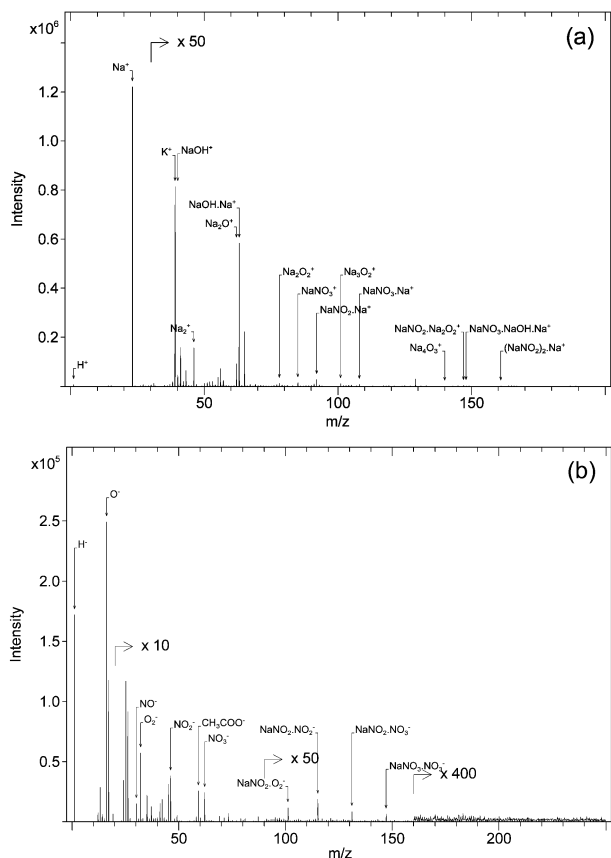 (a)
x10⁶
x 50
Na⁺
1.2
1.0
K⁺
NaOH⁺
0.8
NaOH.Na⁺
Na₂O⁺
0.6
Intensity
0.4
Na₂O₂⁺
Na₃O₂⁺
NaNO₃⁺
NaNO₃.Na⁺
NaNO₂.Na⁺
Na₂⁺
NaNO₂.Na₂O₂⁺
NaNO₃.NaOH.Na⁺
0.2
Na₄O₃⁺
(NaNO₂)₂.Na⁺
H⁺
50
100
150
m/z
(b)
x10⁵
O⁻
2.5
H⁻
2.0
Intensity
1.5
x 10
1.0
NO⁻
O₂⁻
NO₂⁻
CH₃COO⁻
NO₃⁻
NaNO₂.NO₂⁻
NaNO₂.NO₃⁻
x 50
0.5
NaNO₂.O₂⁻
NaNO₃.NO₃⁻
x 400
50
100
150
200
250
m/z